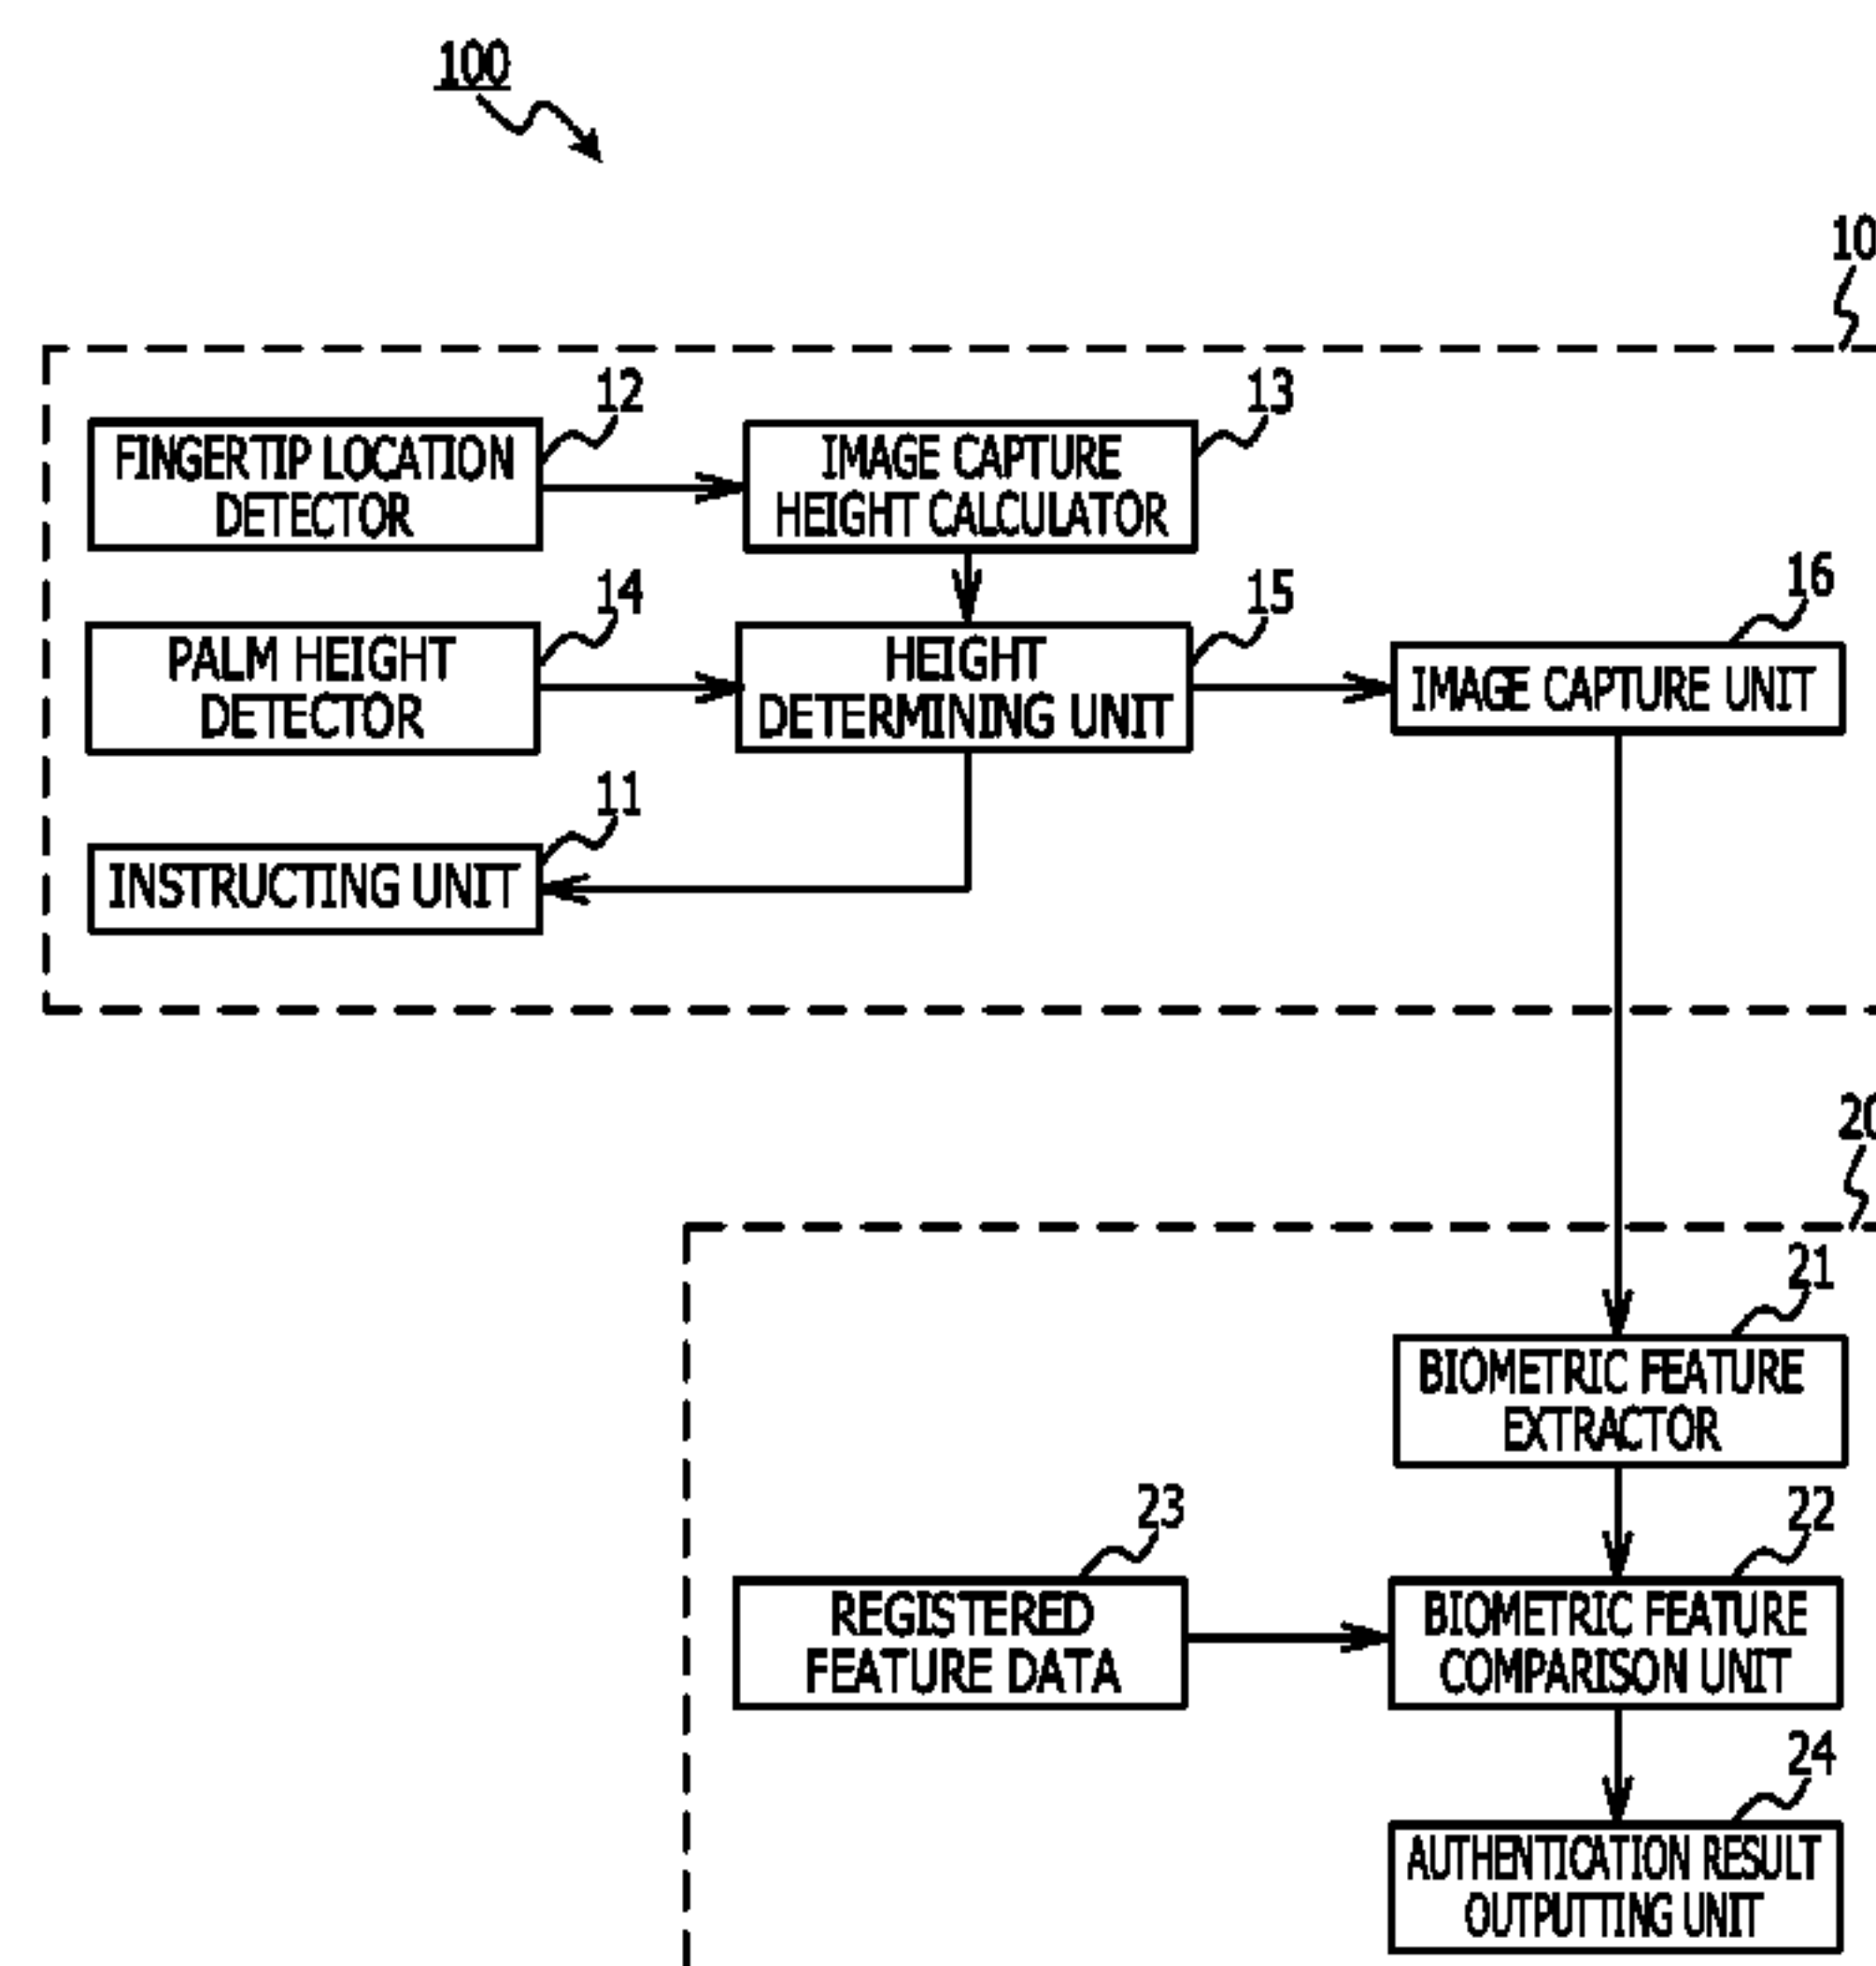 100
10
12
13
FINGERTIP LOCATION
DETECTOR
IMAGE CAPTURE
HEIGHT CALCULATOR
14
15
16
PALM HEIGHT
DETECTOR
HEIGHT
DETERMINING UNIT
IMAGE CAPTURE UNIT
11
INSTRUCTING UNIT
20
21
BIOMETRIC FEATURE
EXTRACTOR
23
22
REGISTERED
FEATURE DATA
BIOMETRIC FEATURE
COMPARISON UNIT
24
AUTHENTICATION RESULT
OUTPUTTING UNIT